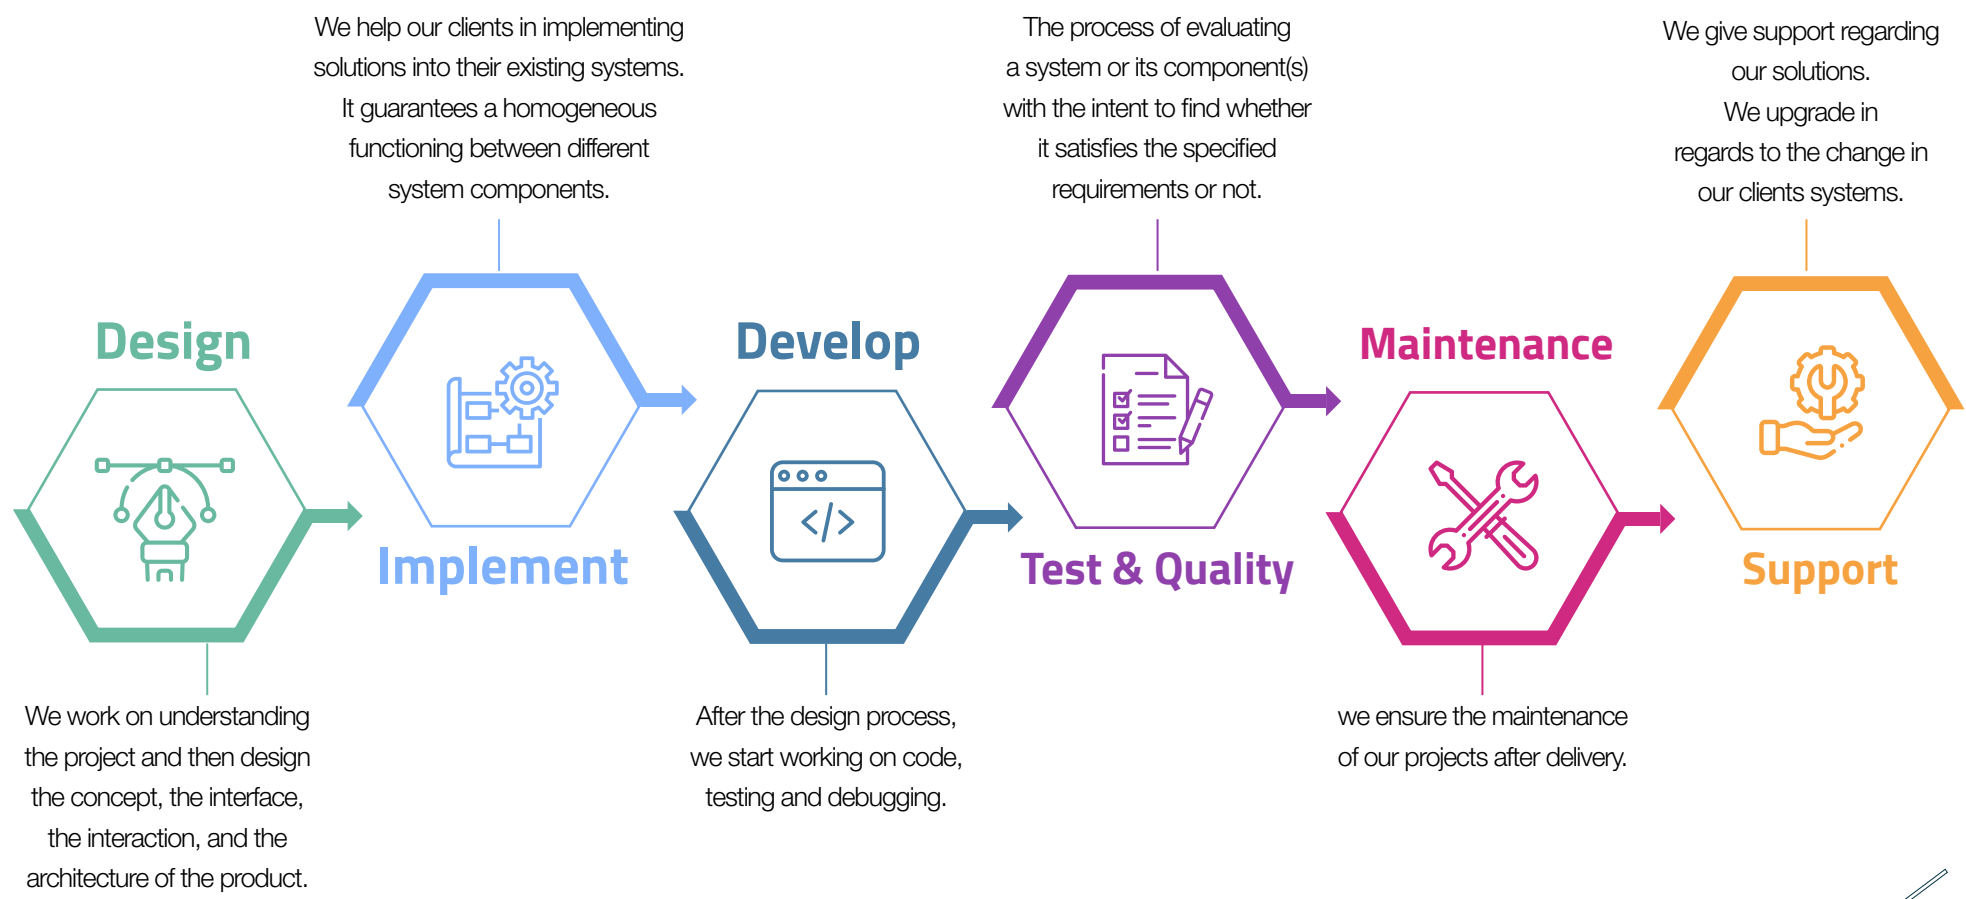 Design
We work on understanding
the project and then design
the concept, the interface,
the interaction, and the
architecture of the product.
We help our clients in implementing
solutions into their existing systems.
It guarantees a homogeneous
functioning between different
system components.
Implement
Develop
</>
After the design process,
we start working on code,
testing and debugging.
The process of evaluating
a system or its component(s)
with the intent to find whether
it satisfies the specified
requirements or not.
Test & Quality
Maintenance
we ensure the maintenance
of our projects after delivery.
We give support regarding
our solutions.
We upgrade in
regards to the change in
our clients systems.
Support